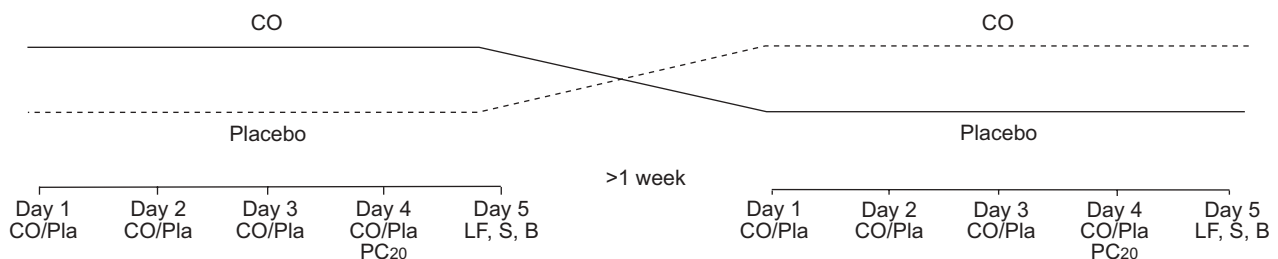 CO CO
Placebo Placebo
>1 week
Day 1 Day 2 Day 3 Day 4 Day 5 Day 1 Day 2 Day 3 Day 4 Day 5
CO/Pla CO/Pla CO/Pla CO/Pla LF, S, B CO/Pla CO/Pla CO/Pla CO/Pla LF, S, B
PC20 PC20